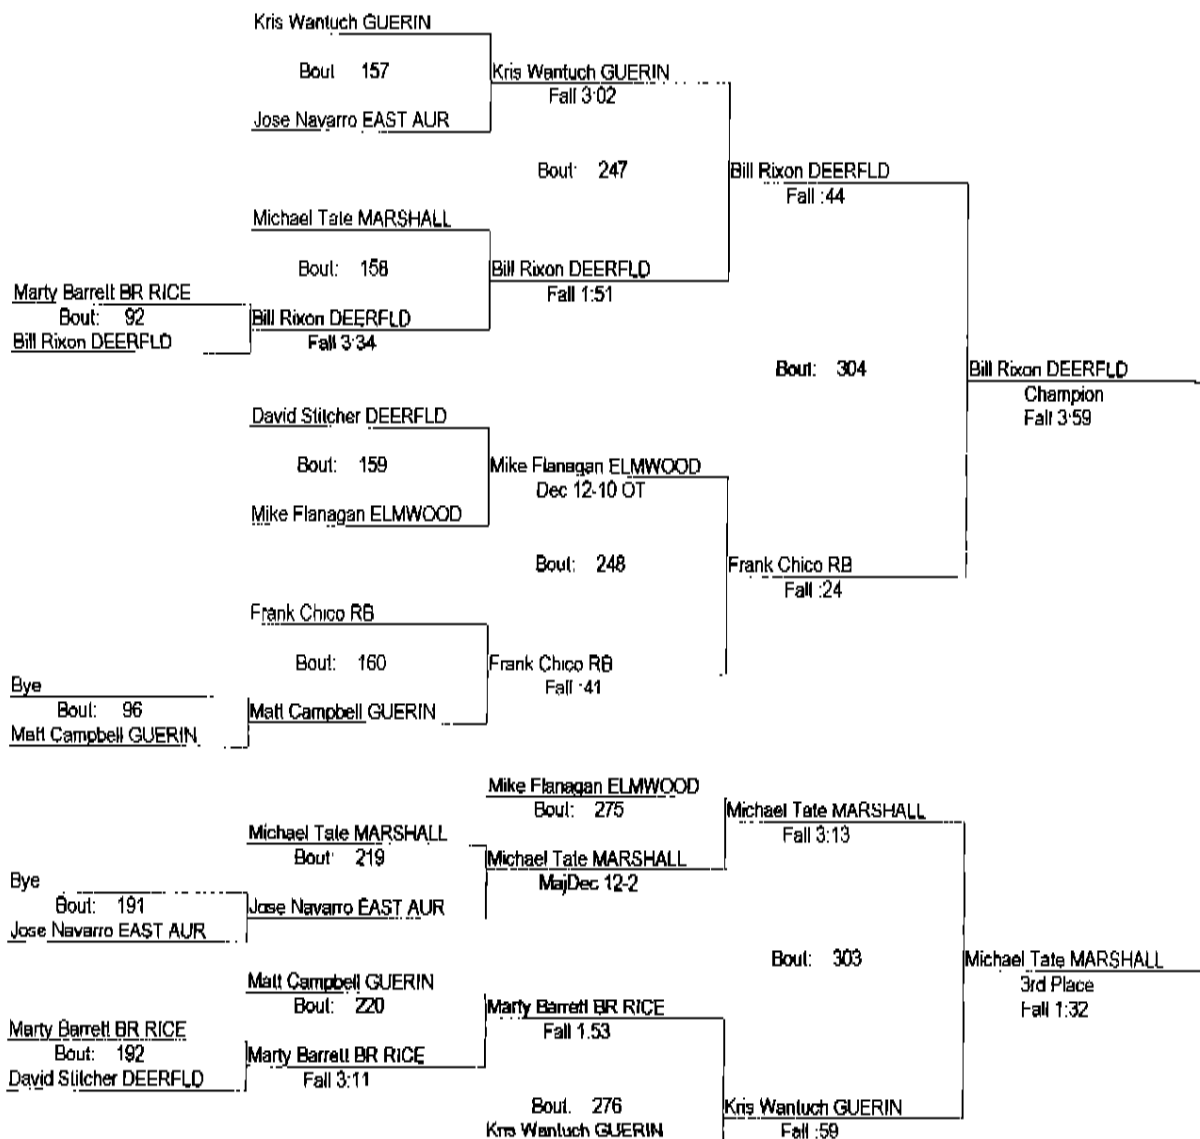 Kris Wantuch GUERIN
Bout 157
Kris Wantuch GUERIN
Fall 3:02
Jose Navarro EAST AUR
Bout: 247
Bill Rixon DEERFLD
Fall :44
Michael Tate MARSHALL
Bout: 158
Bill Rixon DEERFLD
Fall 1:51
Marty Barrett BR RICE
Bout: 92
Bill Rixon DEERFLD
Bill Rixon DEERFLD
Fall 3:34
Bout: 304
Bill Rixon DEERFLD
Champion
Fall 3:59
David Stitcher DEERFLD
Bout: 159
Mike Flanagan ELMWOOD
Dec 12-10 OT
Mike Flanagan ELMWOOD
Bout: 248
Frank Chico RB
Fall :24
Frank Chico RB
Bout: 160
Frank Chico RB
Fall :41
Bye
Bout: 96
Matt Campbell GUERIN
Matt Campbell GUERIN
Mike Flanagan ELMWOOD
Bout: 275
Michael Tate MARSHALL
Fall 3:13
Michael Tate MARSHALL
Bout: 219
Michael Tate MARSHALL
MajDec 12-2
Bye
Bout: 191
Jose Navarro EAST AUR
Jose Navarro EAST AUR
Bout: 303
Michael Tate MARSHALL
3rd Place
Fall 1:32
Matt Campbell GUERIN
Bout: 220
Marty Barrett BR RICE
Fall 1:53
Marty Barrett BR RICE
Bout: 192
David Stitcher DEERFLD
Marty Barrett BR RICE
Fall 3:11
Bout: 276
Kris Wantuch GUERIN
Kris Wantuch GUERIN
Fall :59